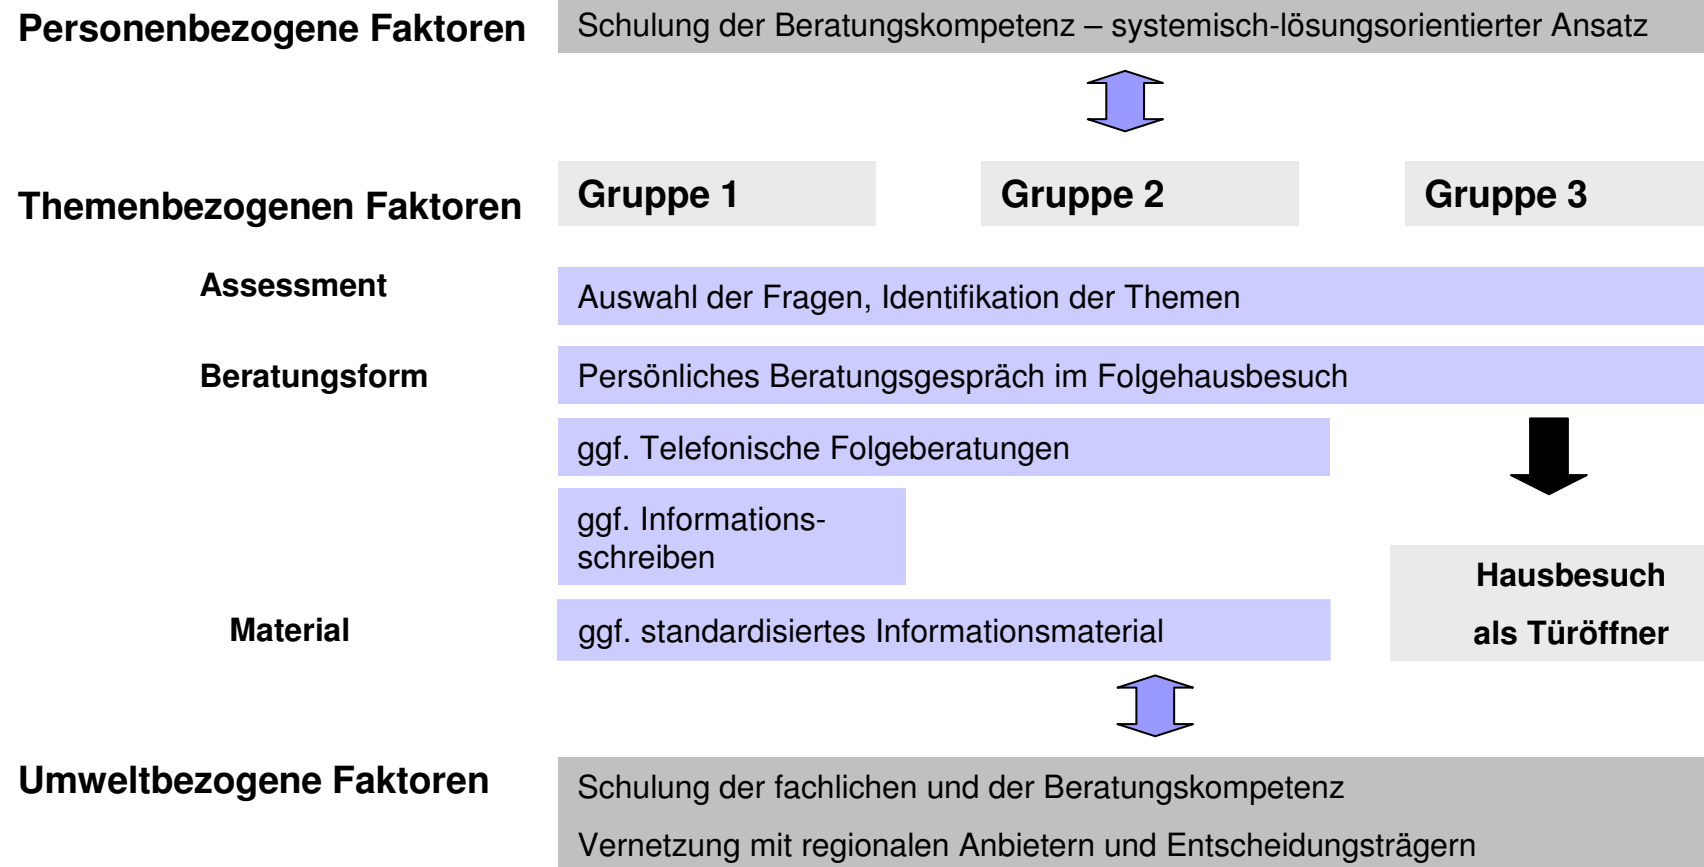 Personenbezogene Faktoren
Schulung der Beratungskompetenz – systemisch-lösungsorientierter Ansatz
Themenbezogenen Faktoren
Gruppe 1
Gruppe 2
Gruppe 3
Assessment
Auswahl der Fragen, Identifikation der Themen
Beratungsform
Persönliches Beratungsgespräch im Folgehausbesuch
ggf. Telefonische Folgeberatungen
ggf. Informations-
schreiben
Hausbesuch
als Türöffner
Material
ggf. standardisiertes Informationsmaterial
Umweltbezogene Faktoren
Schulung der fachlichen und der Beratungskompetenz
Vernetzung mit regionalen Anbietern und Entscheidungsträgern